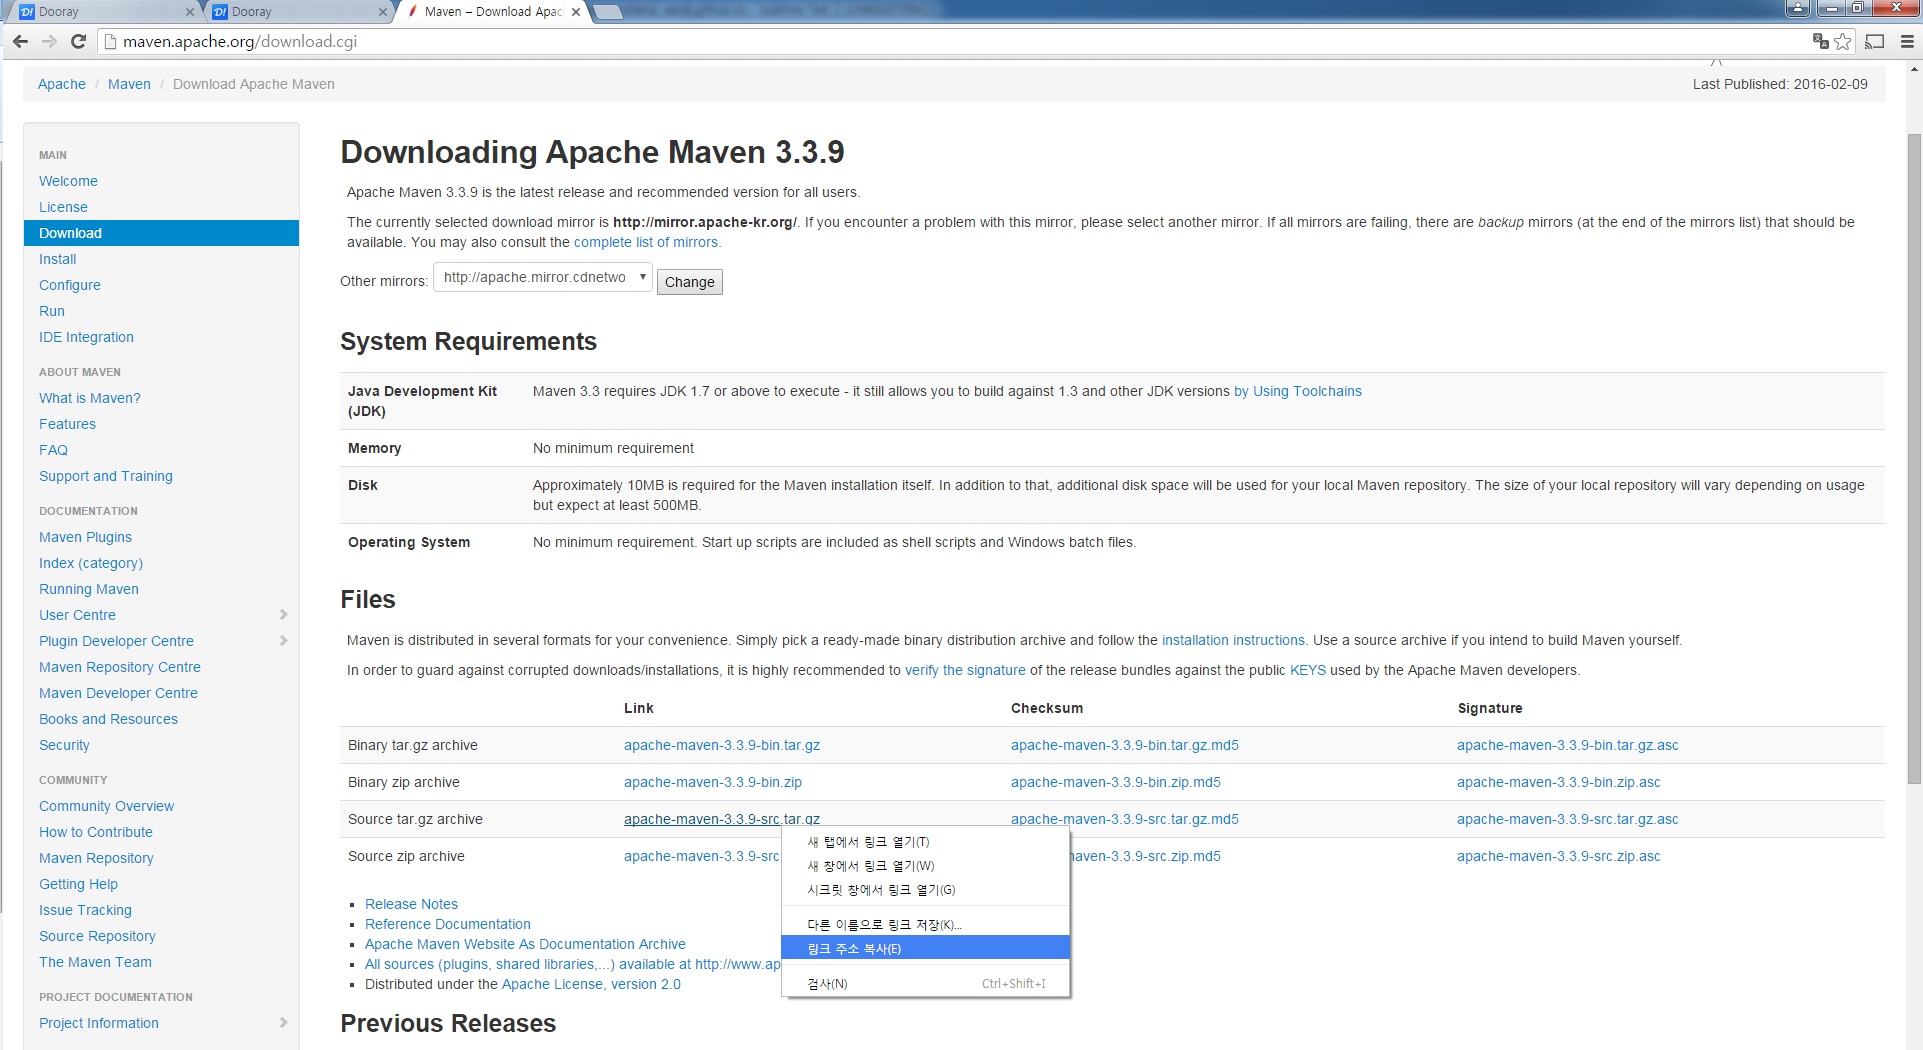 Dooray
Dooray
Maven – Download Apac
maven.apache.org/download.cgi
Apache / Maven / Download Apache Maven
Last Published: 2016-02-09
MAIN
Welcome
License
Download
Install
Configure
Run
IDE Integration
ABOUT MAVEN
What is Maven?
Features
FAQ
Support and Training
DOCUMENTATION
Maven Plugins
Index (category)
Running Maven
User Centre
Plugin Developer Centre
Maven Repository Centre
Maven Developer Centre
Books and Resources
Security
COMMUNITY
Community Overview
How to Contribute
Maven Repository
Getting Help
Issue Tracking
Source Repository
The Maven Team
PROJECT DOCUMENTATION
Project Information
Downloading Apache Maven 3.3.9
Apache Maven 3.3.9 is the latest release and recommended version for all users.
The currently selected download mirror is http://mirror.apache-kr.org/. If you encounter a problem with this mirror, please select another mirror. If all mirrors are failing, there are backup mirrors (at the end of the mirrors list) that should be
available. You may also consult the complete list of mirrors.
Other mirrors: http://apache.mirror.cdnetwo Change
System Requirements
Java Development Kit Maven 3.3 requires JDK 1.7 or above to execute - it still allows you to build against 1.3 and other JDK versions by Using Toolchains
(JDK)
Memory No minimum requirement
Disk Approximately 10MB is required for the Maven installation itself. In addition to that, additional disk space will be used for your local Maven repository. The size of your local repository will vary depending on usage
but expect at least 500MB.
Operating System No minimum requirement. Start up scripts are included as shell scripts and Windows batch files.
Files
Maven is distributed in several formats for your convenience. Simply pick a ready-made binary distribution archive and follow the installation instructions. Use a source archive if you intend to build Maven yourself.
In order to guard against corrupted downloads/installations, it is highly recommended to verify the signature of the release bundles against the public KEYS used by the Apache Maven developers.
Link Checksum Signature
Binary tar.gz archive apache-maven-3.3.9-bin.tar.gz apache-maven-3.3.9-bin.tar.gz.md5 apache-maven-3.3.9-bin.tar.gz.asc
Binary zip archive apache-maven-3.3.9-bin.zip apache-maven-3.3.9-bin.zip.md5 apache-maven-3.3.9-bin.zip.asc
Source tar.gz archive apache-maven-3.3.9-src.tar.gz apache-maven-3.3.9-src.tar.gz.md5 apache-maven-3.3.9-src.tar.gz.asc
Source zip archive apache-maven-3.3.9-src naven-3.3.9-src.zip.md5 apache-maven-3.3.9-src.zip.asc
새 탭에서 링크 열기(T)
새 창에서 링크 열기(W)
시크릿 창에서 링크 열기(G)
다른 이름으로 링크 저장(K)...
링크 주소 복사(E)
검사(N) Ctrl+Shift+I
Release Notes
Reference Documentation
Apache Maven Website As Documentation Archive
All sources (plugins, shared libraries,...) available at http://www.ap
Distributed under the Apache License, version 2.0
Previous Releases